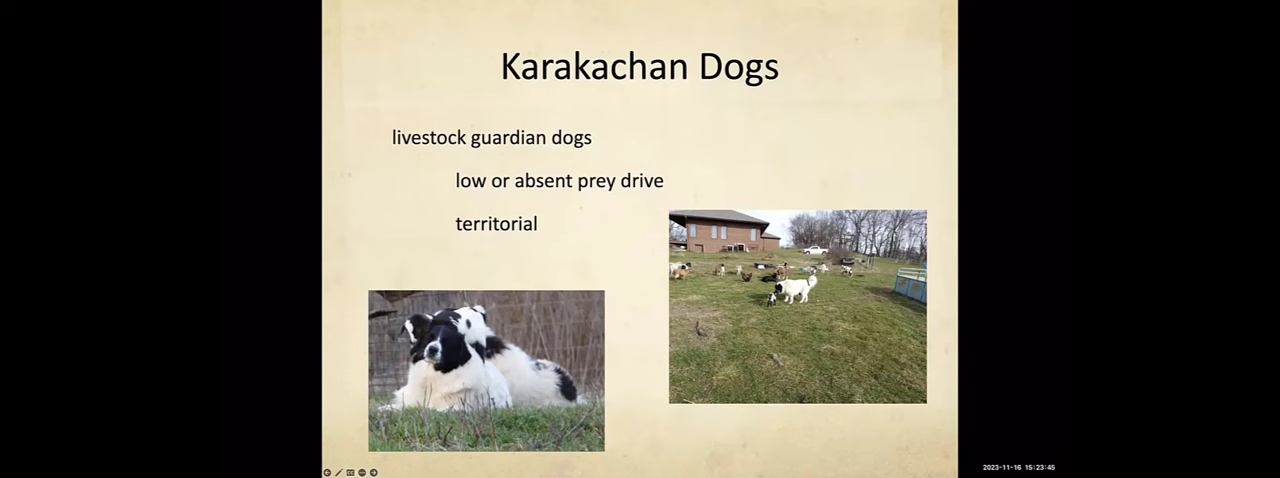 Karakachan Dogs
livestock guardian dogs
low or absent prey drive
territorial
2023-11-16 15:23:45